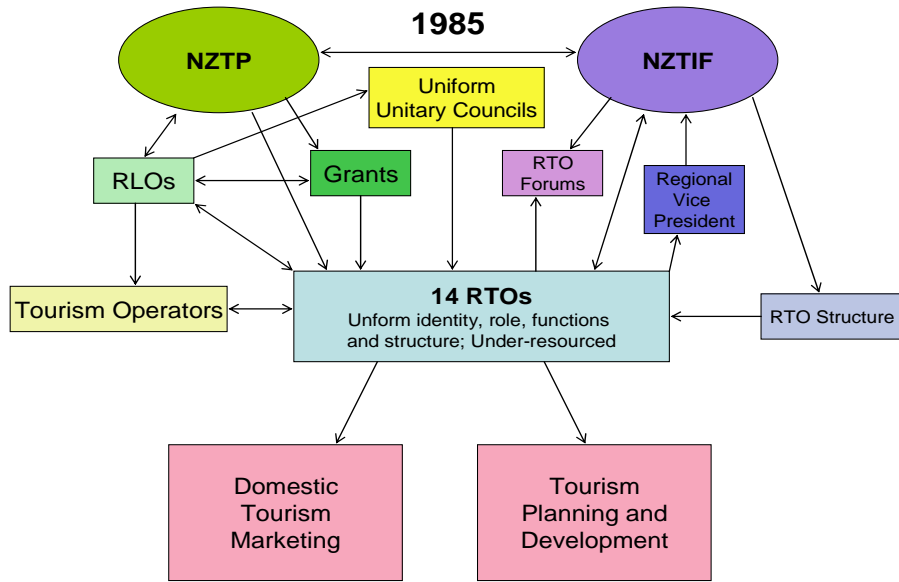 1985
NZTP
NZTIF
Uniform
Unitary Councils
RLOs
Grants
RTO
Forums
Regional
Vice
President
Tourism Operators
14 RTOs
Unform identity, role, functions
and structure; Under-resourced
RTO Structure
Domestic
Tourism
Marketing
Tourism
Planning and
Development